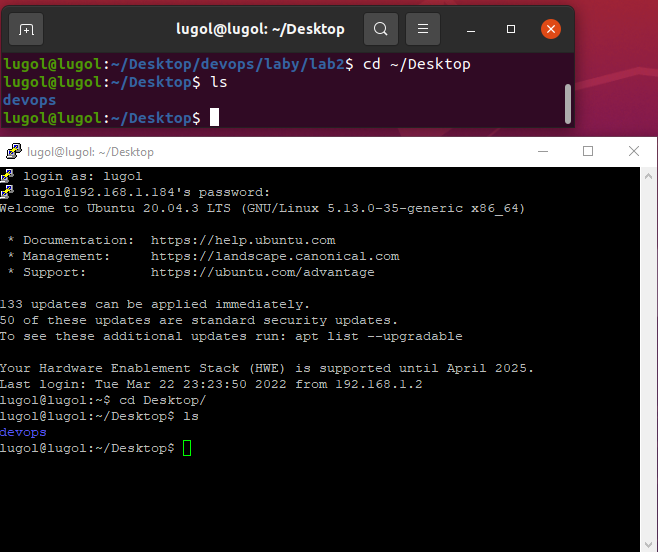 lugol@lugol: ~/Desktop
lugol@lugol:~/Desktop/devops/laby/lab2$ cd ~/Desktop
lugol@lugol:~/Desktop$ ls
devops
lugol@lugol:~/Desktop$
lugol@lugol: ~/Desktop
login as: lugol
lugol@192.168.1.184's password:
Welcome to Ubuntu 20.04.3 LTS (GNU/Linux 5.13.0-35-generic x86_64)
* Documentation:  https://help.ubuntu.com
* Management:     https://landscape.canonical.com
* Support:        https://ubuntu.com/advantage
133 updates can be applied immediately.
50 of these updates are standard security updates.
To see these additional updates run: apt list --upgradable
Your Hardware Enablement Stack (HWE) is supported until April 2025.
Last login: Tue Mar 22 23:23:50 2022 from 192.168.1.2
lugol@lugol:~$ cd Desktop/
lugol@lugol:~/Desktop$ ls
devops
lugol@lugol:~/Desktop$